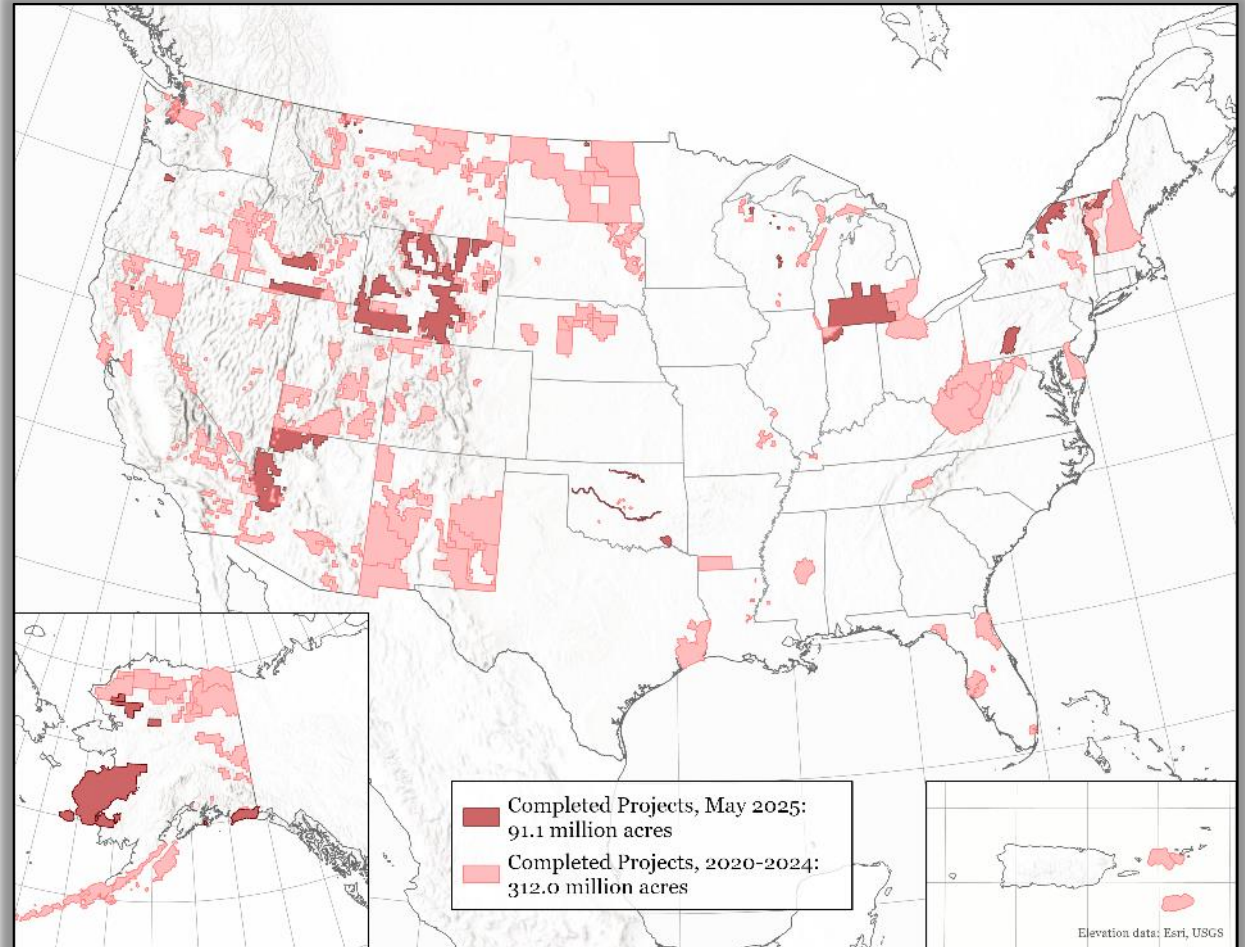 Completed Projects, May 2025:
91.1 million acres
Completed Projects, 2020-2024:
312.0 million acres
Elevation data: Esri, USGS